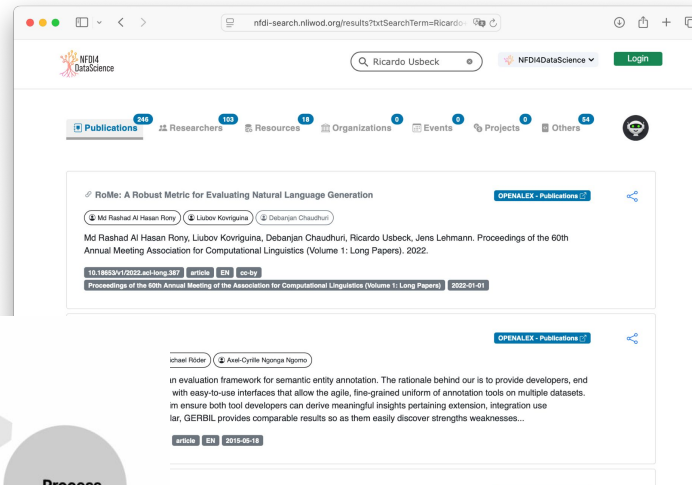 nfdi-search.nliwod.org/results?txtSearchTerm=Ricardo
NFDI4
DataScience
Ricardo Usbeck
NFDI4DataScience
Login
Publications 246
Researchers 103
Resources 18
Organizations 0
Events 0
Projects 0
Others 54
RoMe: A Robust Metric for Evaluating Natural Language Generation
OPENALEX - Publications
Md Rashad Al Hasan Rony Liubov Kovriguina Debanjan Chaudhuri
Md Rashad Al Hasan Rony, Liubov Kovriguina, Debanjan Chaudhuri, Ricardo Usbeck, Jens Lehmann. Proceedings of the 60th
Annual Meeting Association for Computational Linguistics (Volume 1: Long Papers). 2022.
10.18653/v1/2022.acl-long.387 article EN cc-by
Proceedings of the 60th Annual Meeting of the Association for Computational Linguistics (Volume 1: Long Papers) 2022-01-01
OPENALEX - Publications
ichael Röder Axel-Cyrille Ngonga Ngomo
n evaluation framework for semantic entity annotation. The rationale behind our is to provide developers, end
with easy-to-use interfaces that allow the agile, fine-grained uniform of annotation tools on multiple datasets.
im ensure both tool developers can derive meaningful insights pertaining extension, integration use
lar, GERBIL provides comparable results so as them easily discover strengths weaknesses...
article EN 2015-05-18
Process